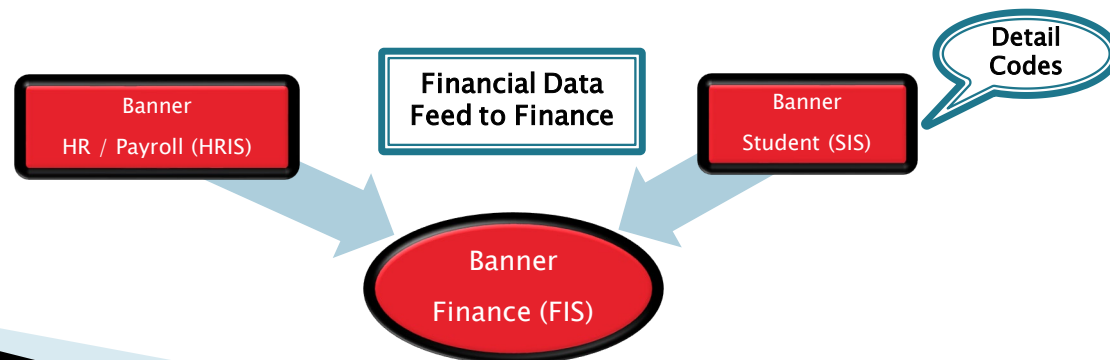 Detail
Codes
Financial Data
Feed to Finance
Banner
HR / Payroll (HRIS)
Banner
Student (SIS)
Banner
Finance (FIS)